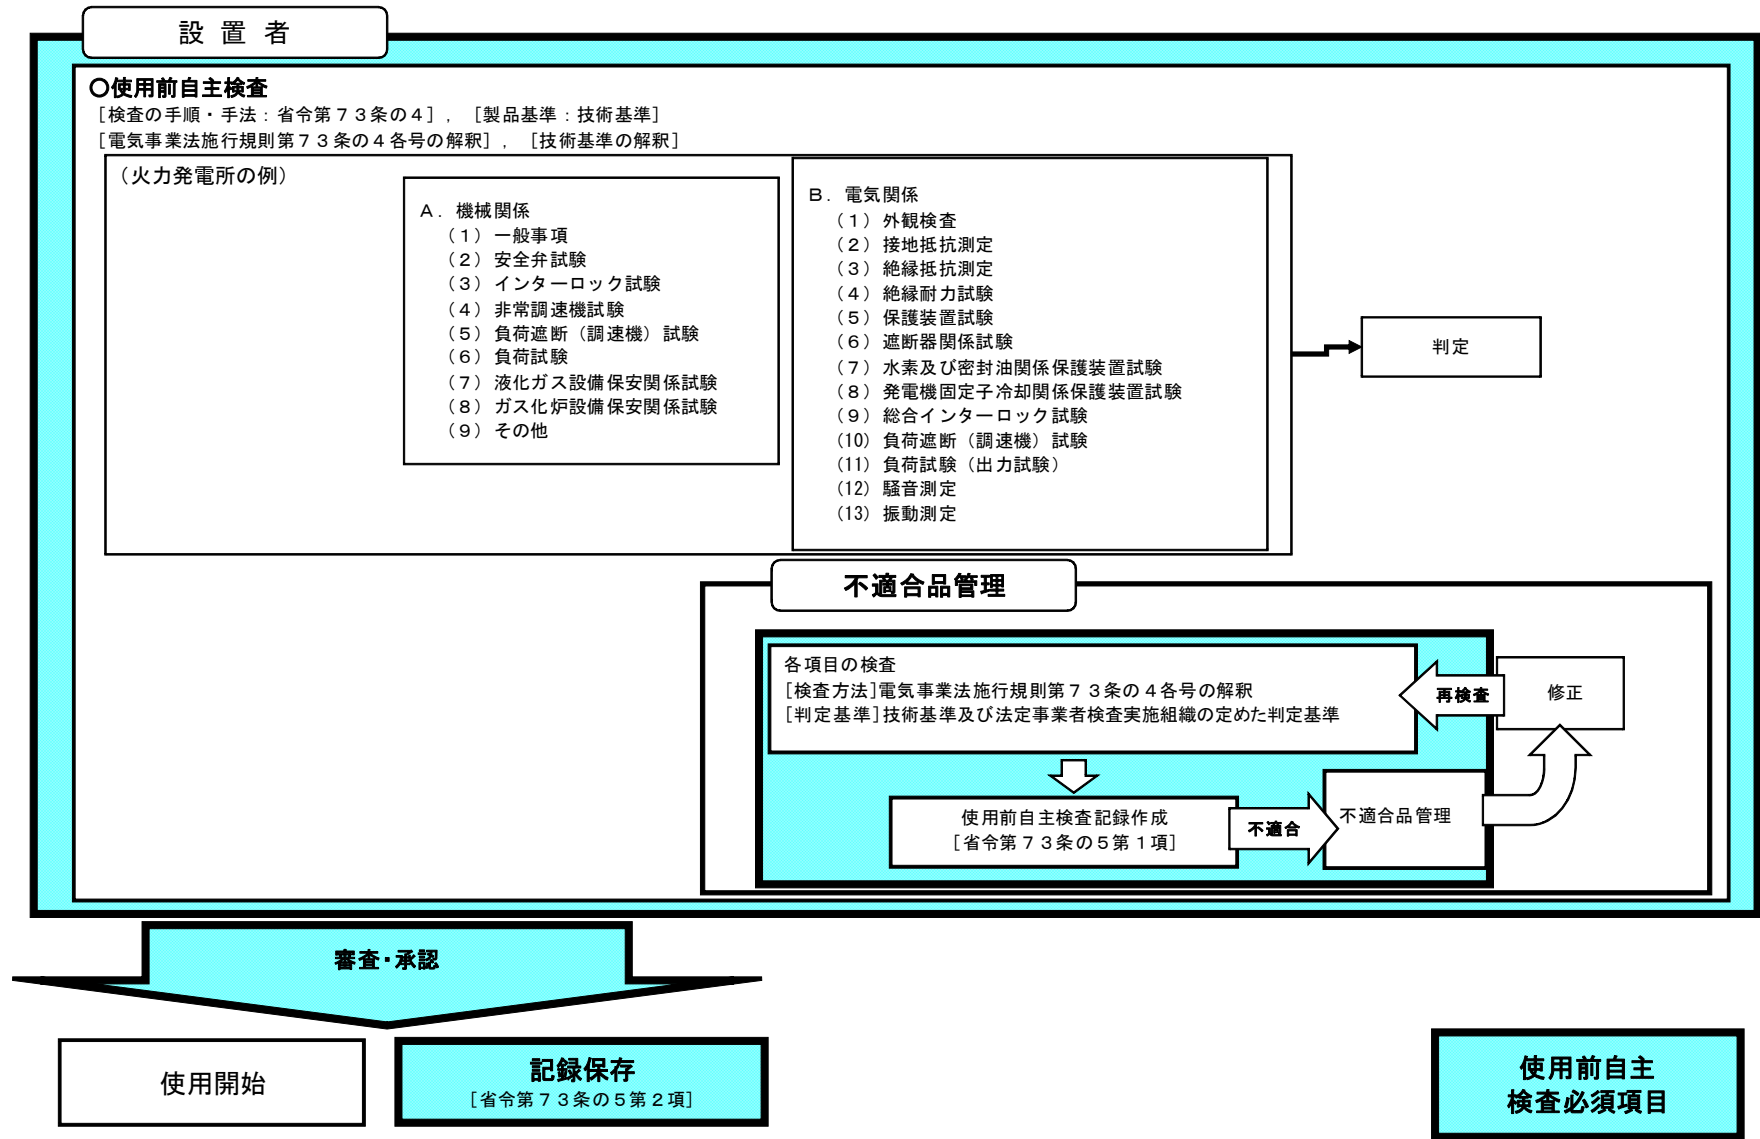 設 置 者
○使用前自主検査
［検査の手順・手法：省令第７３条の４］，［製品基準：技術基準］
［電気事業法施行規則第７３条の４各号の解釈］，［技術基準の解釈］
（火力発電所の例）
Ａ．機械関係
（１）一般事項
（２）安全弁試験
（３）インターロック試験
（４）非常調速機試験
（５）負荷遮断（調速機）試験
（６）負荷試験
（７）液化ガス設備保安関係試験
（８）ガス化炉設備保安関係試験
（９）その他
Ｂ．電気関係
（１）外観検査
（２）接地抵抗測定
（３）絶縁抵抗測定
（４）絶縁耐力試験
（５）保護装置試験
（６）遮断器関係試験
（７）水素及び密封油関係保護装置試験
（８）発電機固定子冷却関係保護装置試験
（９）総合インターロック試験
（10）負荷遮断（調速機）試験
（11）負荷試験（出力試験）
（12）騒音測定
（13）振動測定
判定
不適合品管理
各項目の検査
［検査方法］電気事業法施行規則第７３条の４各号の解釈
［判定基準］技術基準及び法定事業者検査実施組織の定めた判定基準
再検査
修正
使用前自主検査記録作成
［省令第７３条の５第１項］
不適合
不適合品管理
審査・承認
使用開始
記録保存
［省令第７３条の５第２項］
使用前自主
検査必須項目